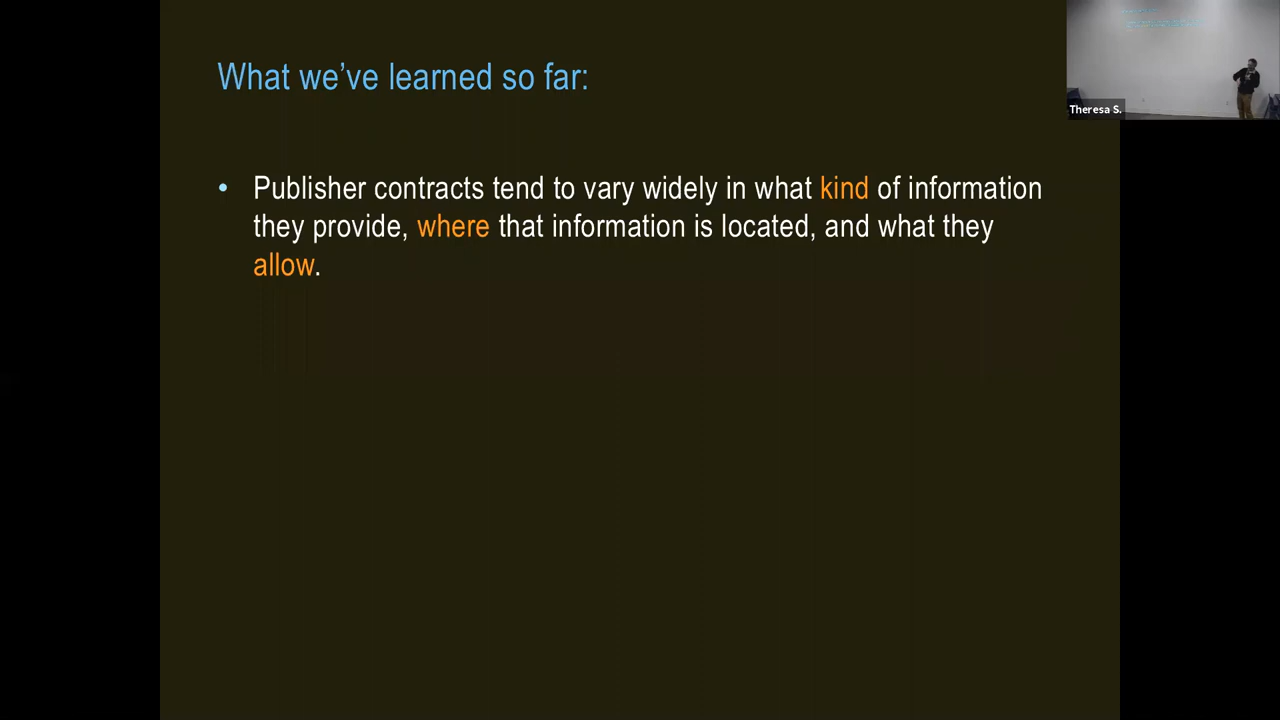 What we've learned so far:
• Publisher contracts tend to vary widely in what kind of information
they provide, where that information is located, and what they
allow.
Theresa S.